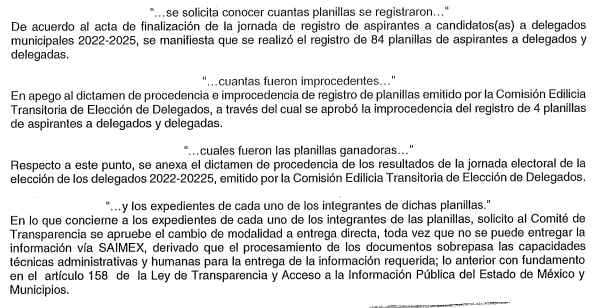 "...se solicita conocer cuantas planillas se registraron..."
De acuerdo al acta de finalización de la jornada de registro de aspirantes a candidatos(as) a delegados
municipales 2022-2025, se manifiesta que se realizó el registro de 84 planillas de aspirantes a delegados y
delegadas.
"...cuantas fueron improcedentes..."
En apego al dictamen de procedencia e improcedencia de registro de planillas emitido por la Comisión Edilicia
Transitoria de Elección de Delegados, a través del cual se aprobó la improcedencia del registro de 4 planillas
de aspirantes a delegados y delegadas.
"...cuales fueron las planillas ganadoras..."
Respecto a este punto, se anexa el dictamen de procedencia de los resultados de la jornada electoral de la
elección de los delegados 2022-20225, emitido por la Comisión Edilicia Transitoria de Elección de Delegados.
"...y los expedientes de cada uno de los integrantes de dichas planillas."
En lo que concierne a los expedientes de cada uno de los integrantes de las planillas, solicito al Comité de
Transparencia se apruebe el cambio de modalidad a entrega directa, toda vez que no se puede entregar la
información vía SAIMEX, derivado que el procesamiento de los documentos sobrepasa las capacidades
técnicas administrativas y humanas para la entrega de la información requerida; lo anterior con fundamento
en el artículo 158 de la Ley de Transparencia y Acceso a la Información Pública del Estado de México y
Municipios.